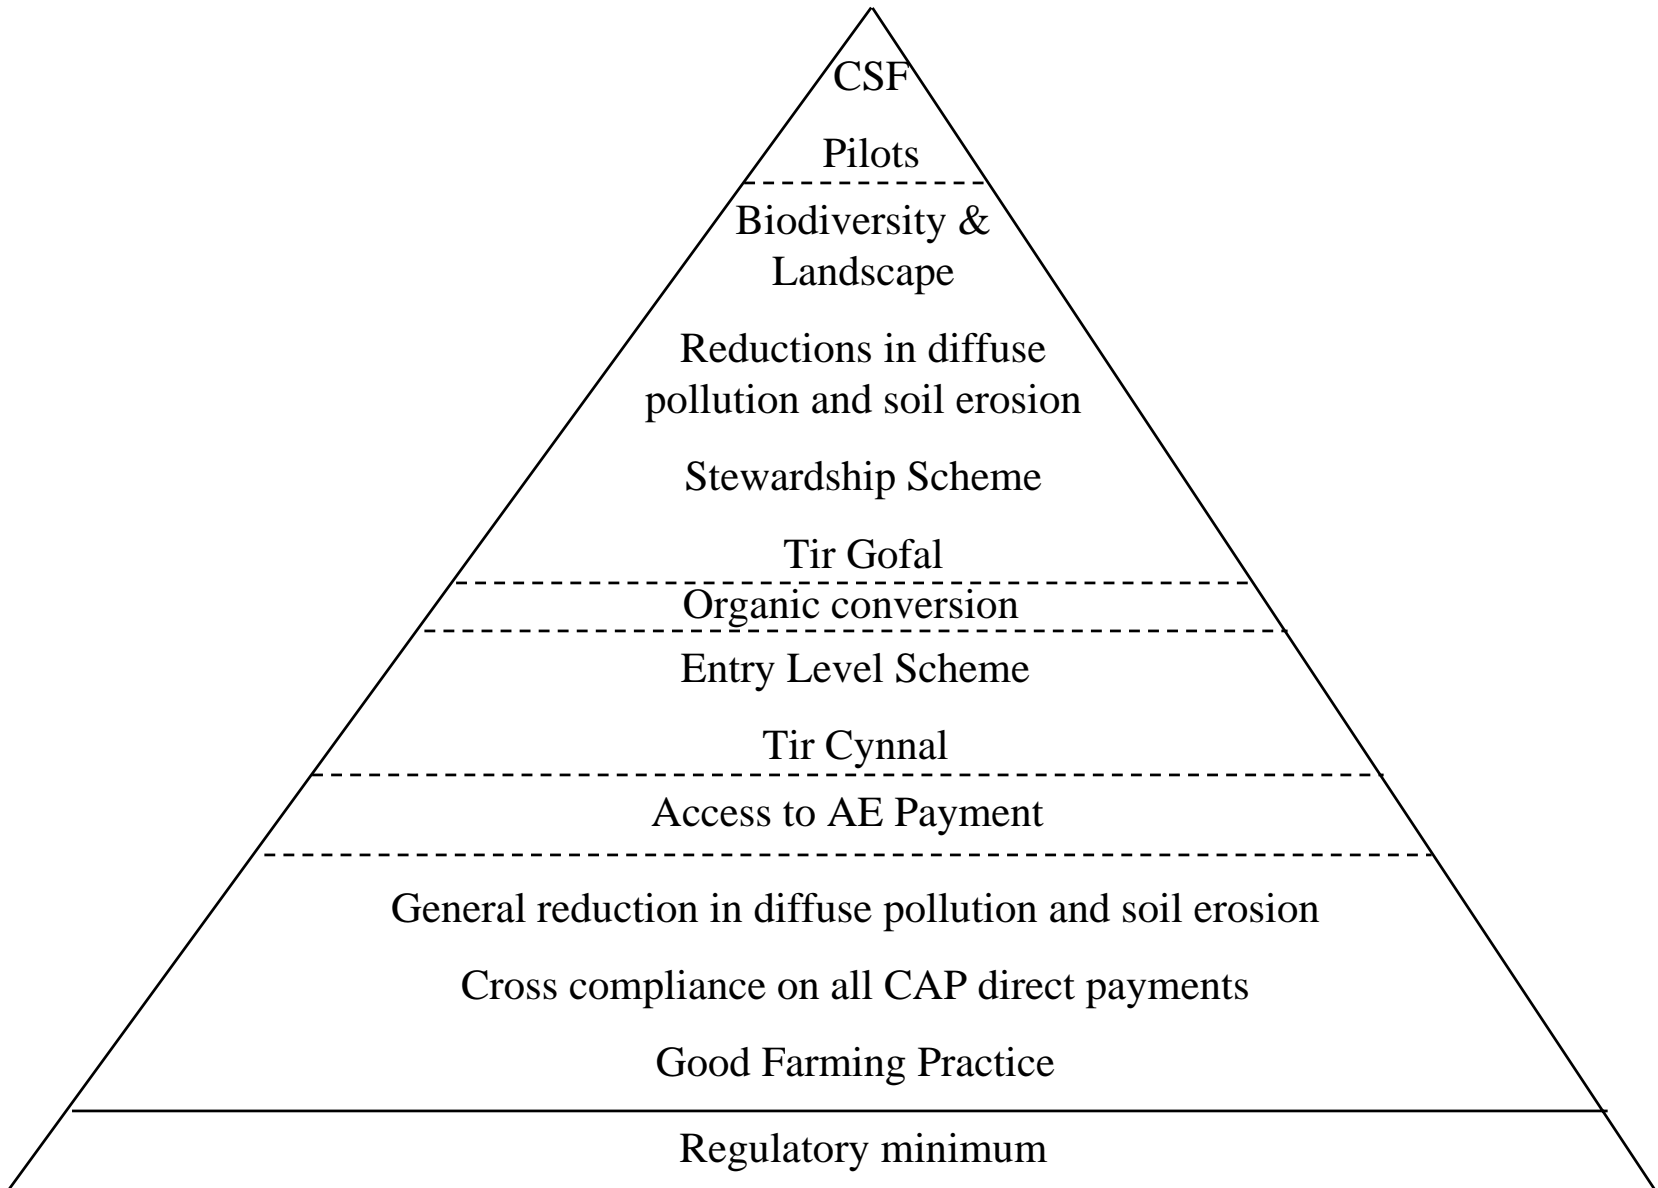 CSF
Pilots
Biodiversity &
Landscape
Reductions in diffuse
pollution and soil erosion
Stewardship Scheme
Tir Gofal
Organic conversion
Entry Level Scheme
Tir Cynnal
Access to AE Payment
General reduction in diffuse pollution and soil erosion
Cross compliance on all CAP direct payments
Good Farming Practice
Regulatory minimum